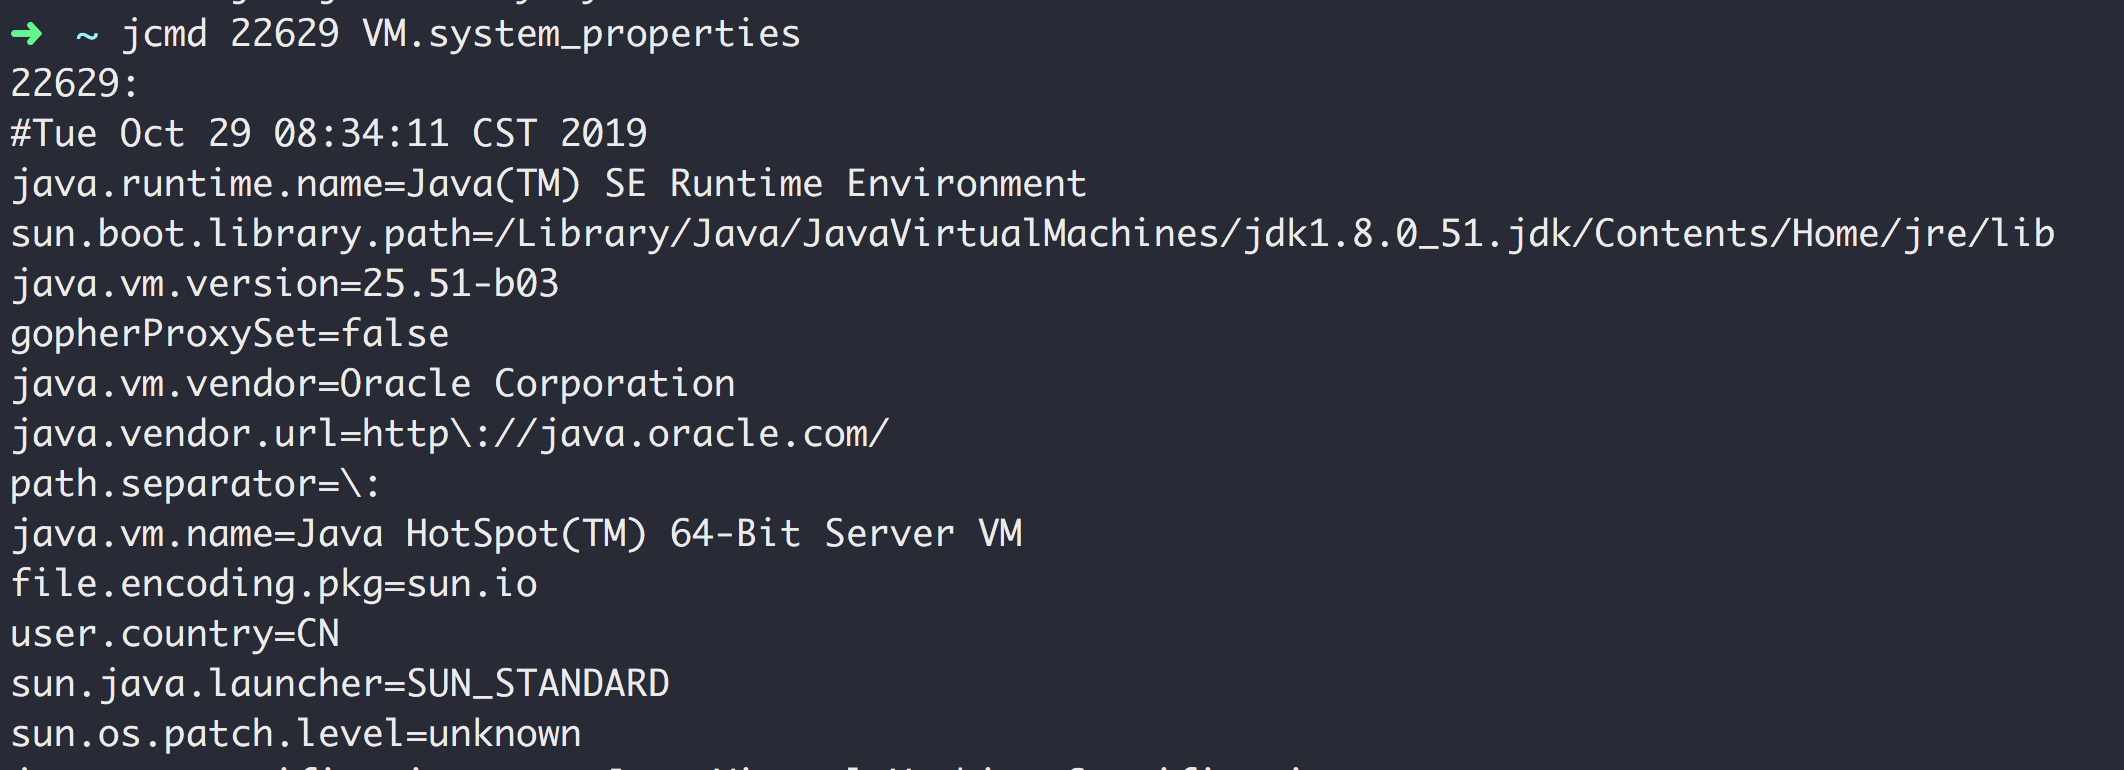 ➜ ~ jcmd 22629 VM.system_properties
22629:
#Tue Oct 29 08:34:11 CST 2019
java.runtime.name=Java(TM) SE Runtime Environment
sun.boot.library.path=/Library/Java/JavaVirtualMachines/jdk1.8.0_51.jdk/Contents/Home/jre/lib
java.vm.version=25.51-b03
gopherProxySet=false
java.vm.vendor=Oracle Corporation
java.vendor.url=http\://java.oracle.com/
path.separator=\:
java.vm.name=Java HotSpot(TM) 64-Bit Server VM
file.encoding.pkg=sun.io
user.country=CN
sun.java.launcher=SUN_STANDARD
sun.os.patch.level=unknown